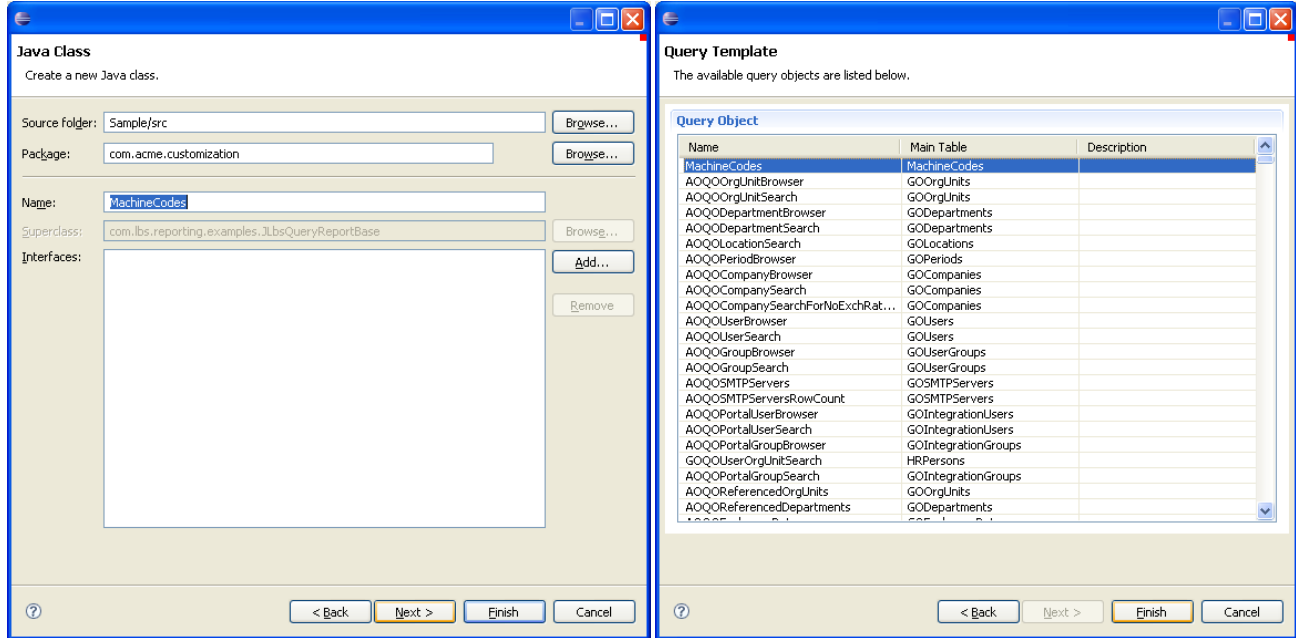 Java Class
Create a new Java class.
Source folder: Sample/src Browse...
Package: com.acme.customization Browse...
Name: MachineCodes
Superclass: com.lbs.reporting.examples.JLbsQueryReportBase Browse...
Interfaces: Add...
Remove
? < Back Next > Finish Cancel
Query Template
The available query objects are listed below.
Query Object
Name Main Table Description
MachineCodes MachineCodes
AOQOOrgUnitBrowser GOOrgUnits
AOQOOrgUnitSearch GOOrgUnits
AOQODepartmentBrowser GODepartments
AOQODepartmentSearch GODepartments
AOQOLocationSearch GOLocations
AOQOPeriodBrowser GOPeriods
AOQOCompanyBrowser GOCompanies
AOQOCompanySearch GOCompanies
AOQOCompanySearchForNoExchRat... GOCompanies
AOQOUserBrowser GOUsers
AOQOUserSearch GOUsers
AOQOGroupBrowser GOUserGroups
AOQOGroupSearch GOUserGroups
AOQOSMTPServers GOSMTPServers
AOQOSMTPServersRowCount GOSMTPServers
AOQOPortalUserBrowser GOIntegrationUsers
AOQOPortalUserSearch GOIntegrationUsers
AOQOPortalGroupBrowser GOIntegrationGroups
GOQOUserOrgUnitSearch HRPersons
AOQOPortalGroupSearch GOIntegrationGroups
AOQOReferencedOrgUnits GOOrgUnits
AOQOReferencedDepartments GODepartments
? < Back Next > Finish Cancel